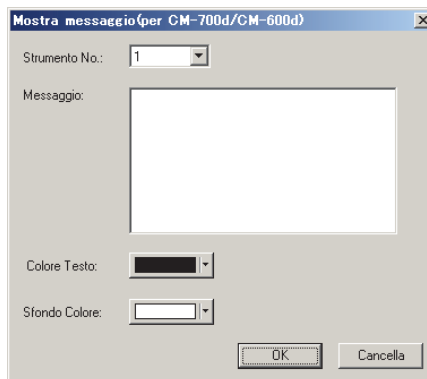 Mostra messaggio(per CM-700d/CM-600d)
Strumento No.: 1
Messaggio:
Colore Testo:
Sfondo Colore:
OK Cancella